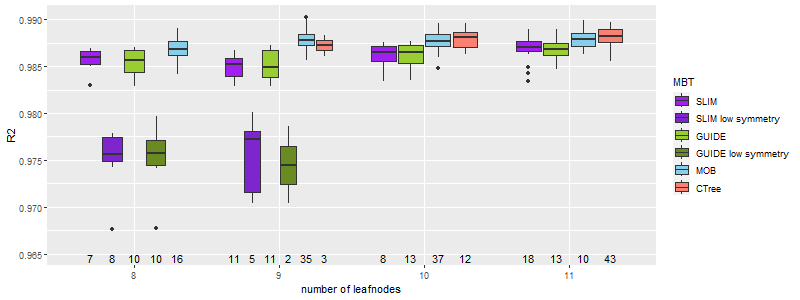 0.990
0.985
0.980
0.975
0.970
0.965
R2
7 8 10 10 16 11 5 11 2 35 3 8 13 37 12 18 13 10 43
8 9 10 11
number of leafnodes
MBT
SLIM
SLIM low symmetry
GUIDE
GUIDE low symmetry
MOB
CTree